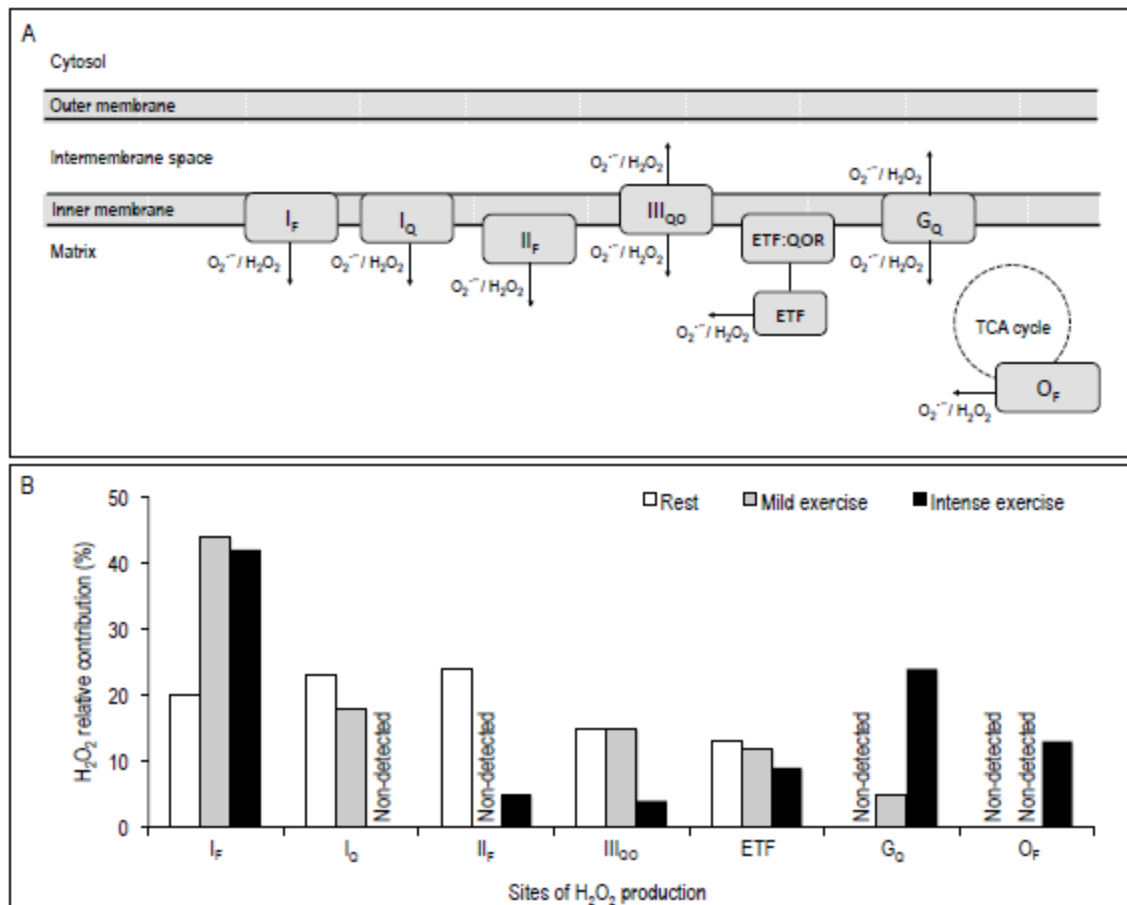 A
Cytosol
Outer membrane
Intermembrane space
O₂·⁻/ H₂O₂
O₂·⁻/ H₂O₂
Inner membrane
I_F
I_Q
II_F
III_QO
ETF:QOR
G_Q
Matrix
O₂·⁻/ H₂O₂
O₂·⁻/ H₂O₂
O₂·⁻/ H₂O₂
O₂·⁻/ H₂O₂
O₂·⁻/ H₂O₂
ETF
O₂·⁻/ H₂O₂
TCA cycle
O_F
O₂·⁻/ H₂O₂
B
H₂O₂ relative contribution (%)
50
40
30
20
10
0
Rest
Mild exercise
Intense exercise
Non-detected
Non-detected
Non-detected
Non-detected
Non-detected
I_F
I_Q
II_F
III_QO
ETF
G_Q
O_F
Sites of H₂O₂ production